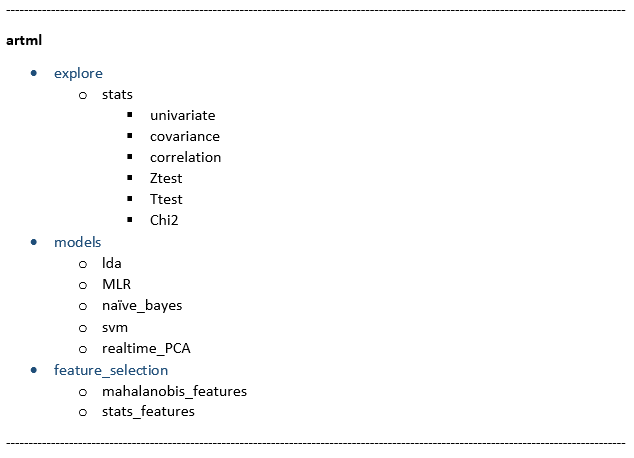 artml
explore
stats
univariate
covariance
correlation
Ztest
Ttest
Chi2
models
lda
MLR
naïve_bayes
svm
realtime_PCA
feature_selection
mahalanobis_features
stats_features